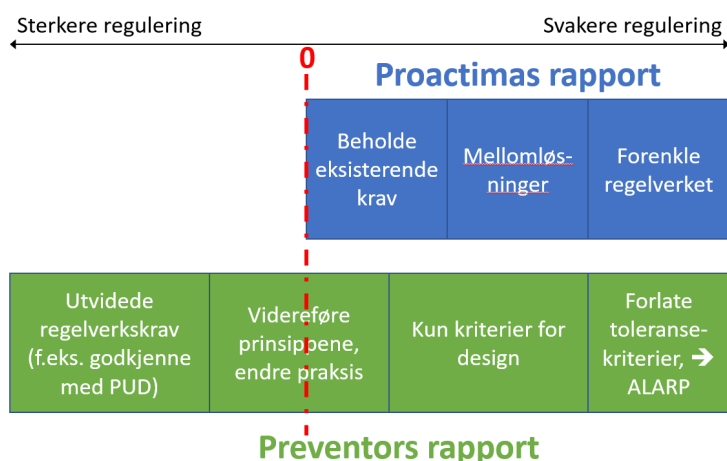 Sterkere regulering
Svakere regulering
0
Proactimas rapport
Beholde
eksisterende
krav
Mellomløs-
ninger
Forenkle
regelverket
Utvidede
regelverkskrav
(f.eks. godkjenne
med PUD)
Videreføre
prinsippene,
endre praksis
Kun kriterier for
design
Forlate
toleranse-
kriterier, ➔
ALARP
Preventors rapport